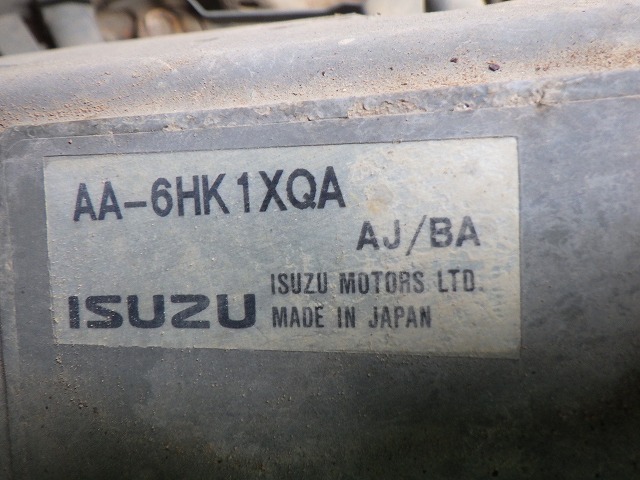 AA-6HK1XQA
AJ/BA
ISUZU ISUZU MOTORS LTD.
MADE IN JAPAN